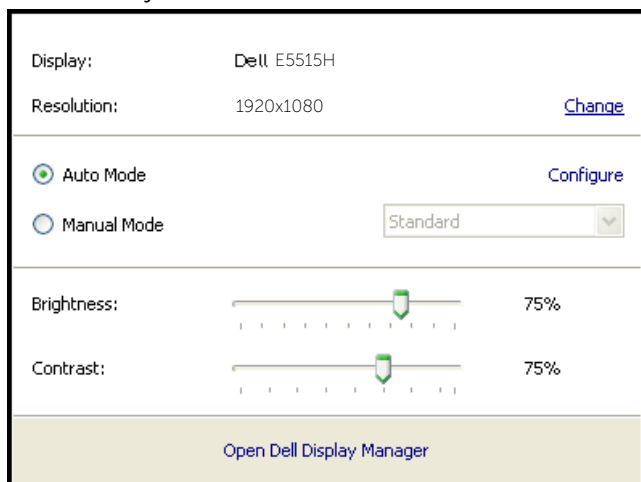 Display: Dell E5515H
Resolution: 1920x1080 Change
Auto Mode Configure
Manual Mode Standard
Brightness: 75%
Contrast: 75%
Open Dell Display Manager